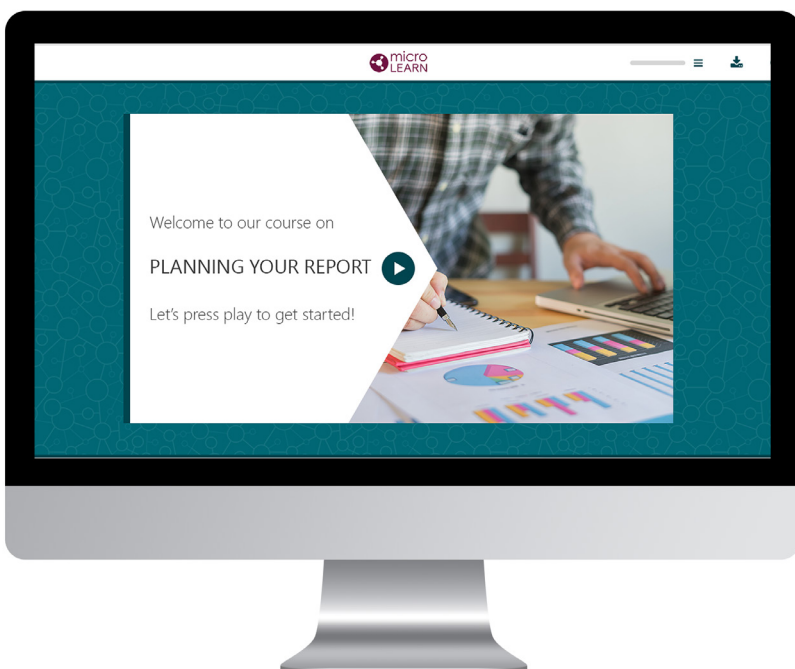 micro
LEARN
Welcome to our course on
PLANNING YOUR REPORT
Let's press play to get started!